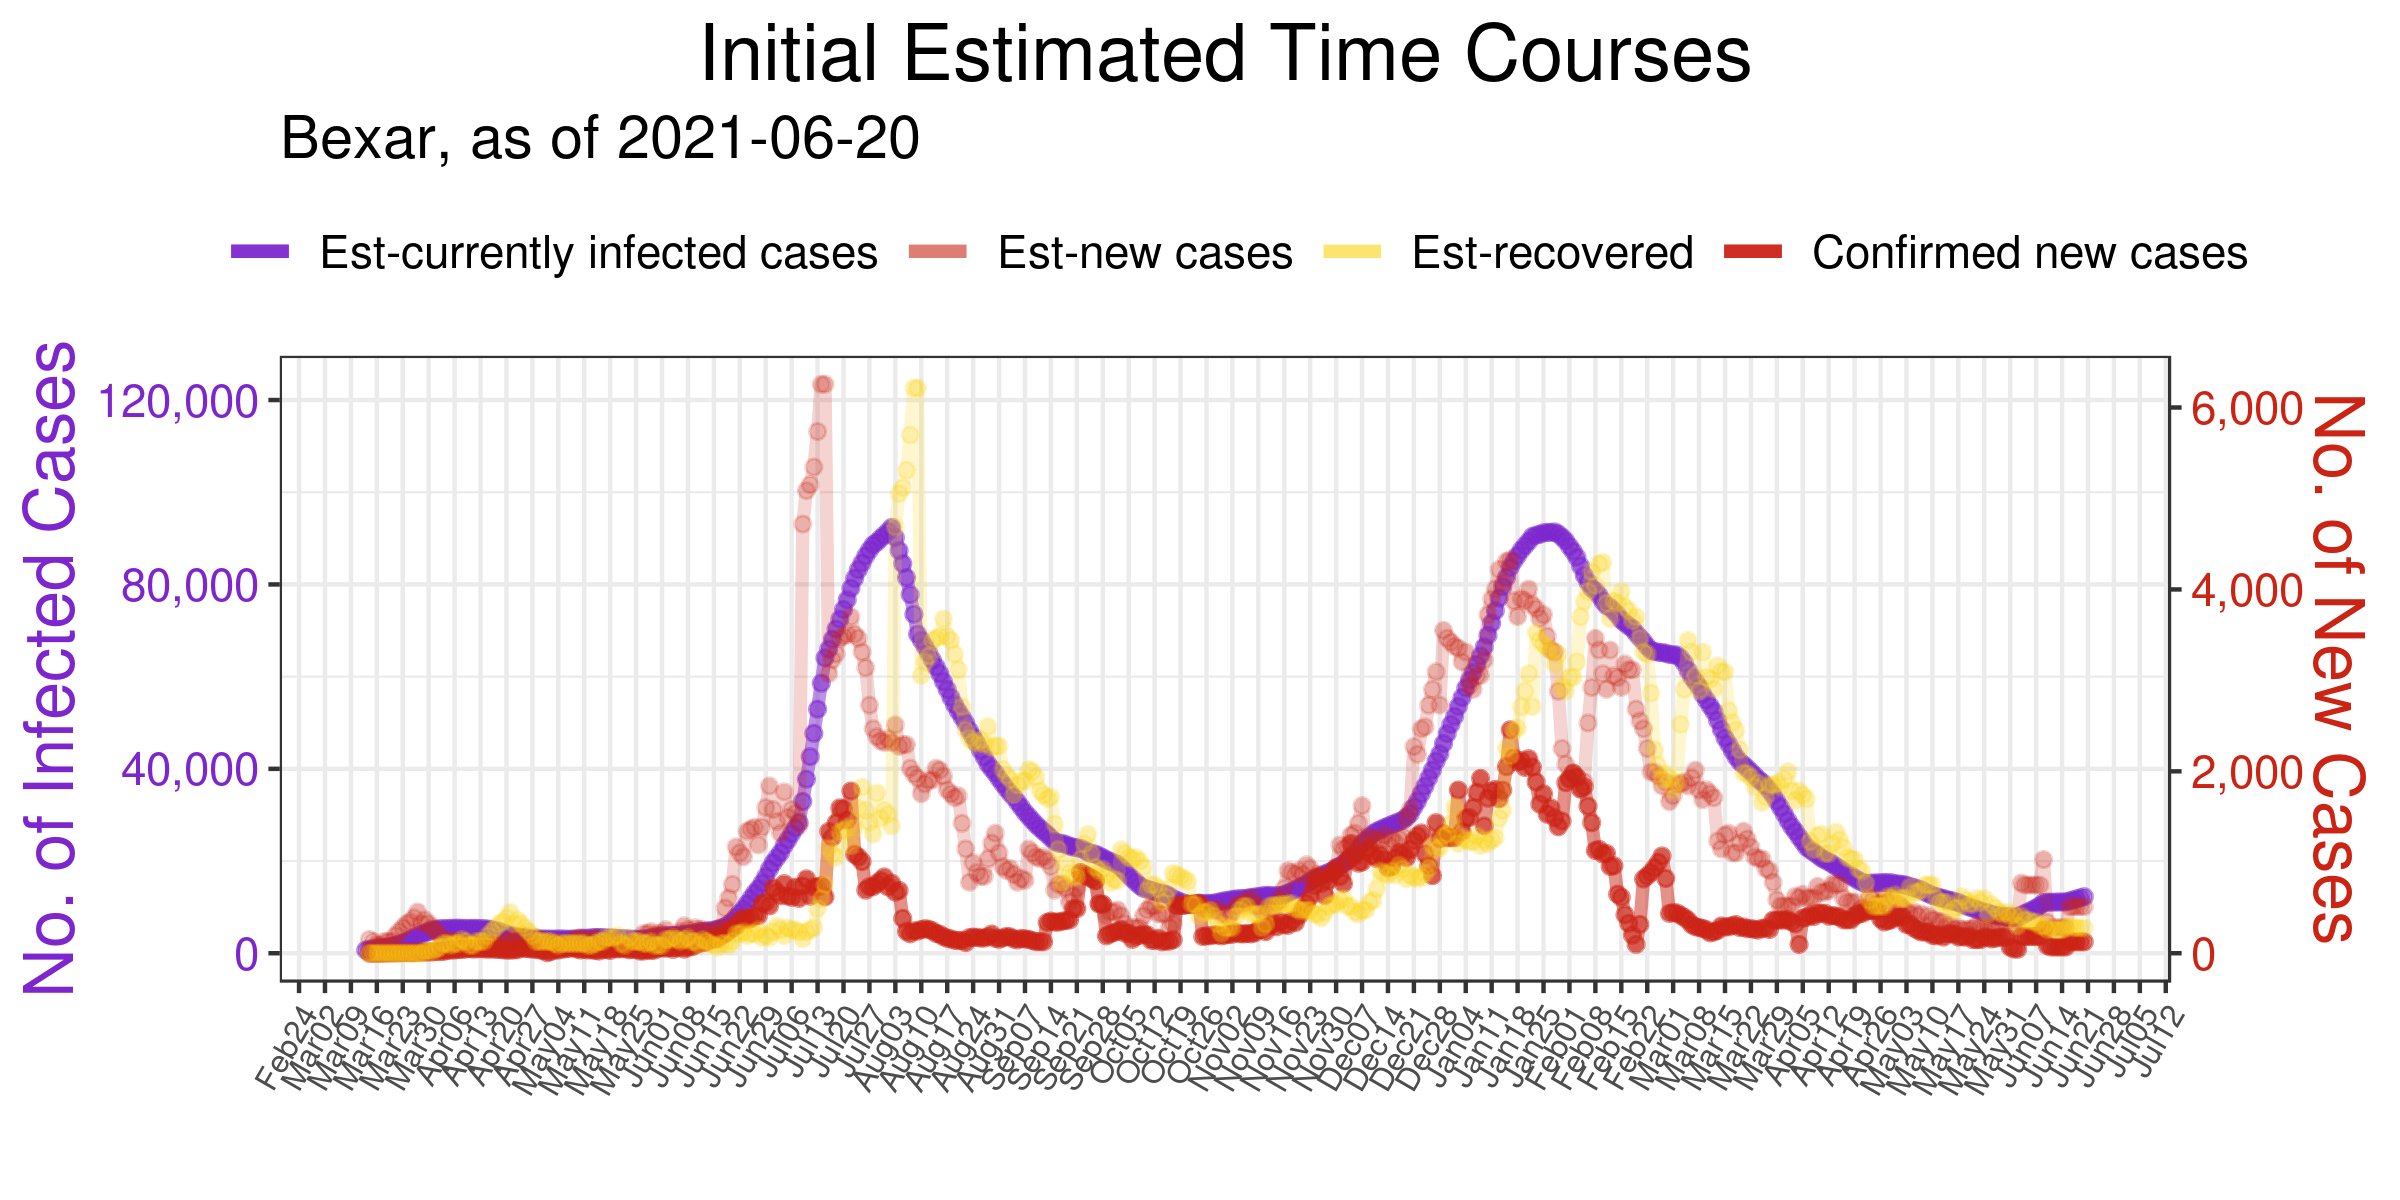 Initial Estimated Time Courses
Bexar, as of 2021-06-20
Est-currently infected cases
Est-new cases
Est-recovered
Confirmed new cases
No. of Infected Cases
120,000
80,000
40,000
0
6,000
4,000
2,000
0
No. of New Cases
Feb24
Mar02
Mar09
Mar16
Mar23
Mar30
Apr06
Apr13
Apr20
Apr27
May04
May11
May18
May25
Jun01
Jun08
Jun15
Jun22
Jun29
Jul06
Jul13
Jul20
Jul27
Aug03
Aug10
Aug17
Aug24
Aug31
Sep07
Sep14
Sep21
Sep28
Oct05
Oct12
Oct19
Oct26
Nov02
Nov09
Nov16
Nov23
Nov30
Dec07
Dec14
Dec21
Dec28
Jan04
Jan11
Jan18
Jan25
Feb01
Feb08
Feb15
Feb22
Mar01
Mar08
Mar15
Mar22
Mar29
Apr05
Apr12
Apr19
Apr26
May03
May10
May17
May24
May31
Jun07
Jun14
Jun21
Jun28
Jul05
Jul12